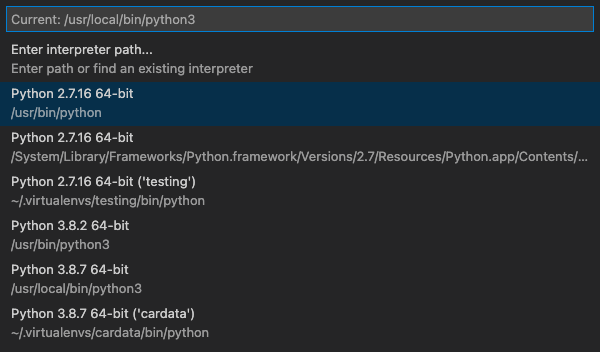 Current: /usr/local/bin/python3
Enter interpreter path...
Enter path or find an existing interpreter
Python 2.7.16 64-bit
/usr/bin/python
Python 2.7.16 64-bit
/System/Library/Frameworks/Python.framework/Versions/2.7/Resources/Python.app/Contents/...
Python 2.7.16 64-bit ('testing')
~/.virtualenvs/testing/bin/python
Python 3.8.2 64-bit
/usr/bin/python3
Python 3.8.7 64-bit
/usr/local/bin/python3
Python 3.8.7 64-bit ('cardata')
~/.virtualenvs/cardata/bin/python